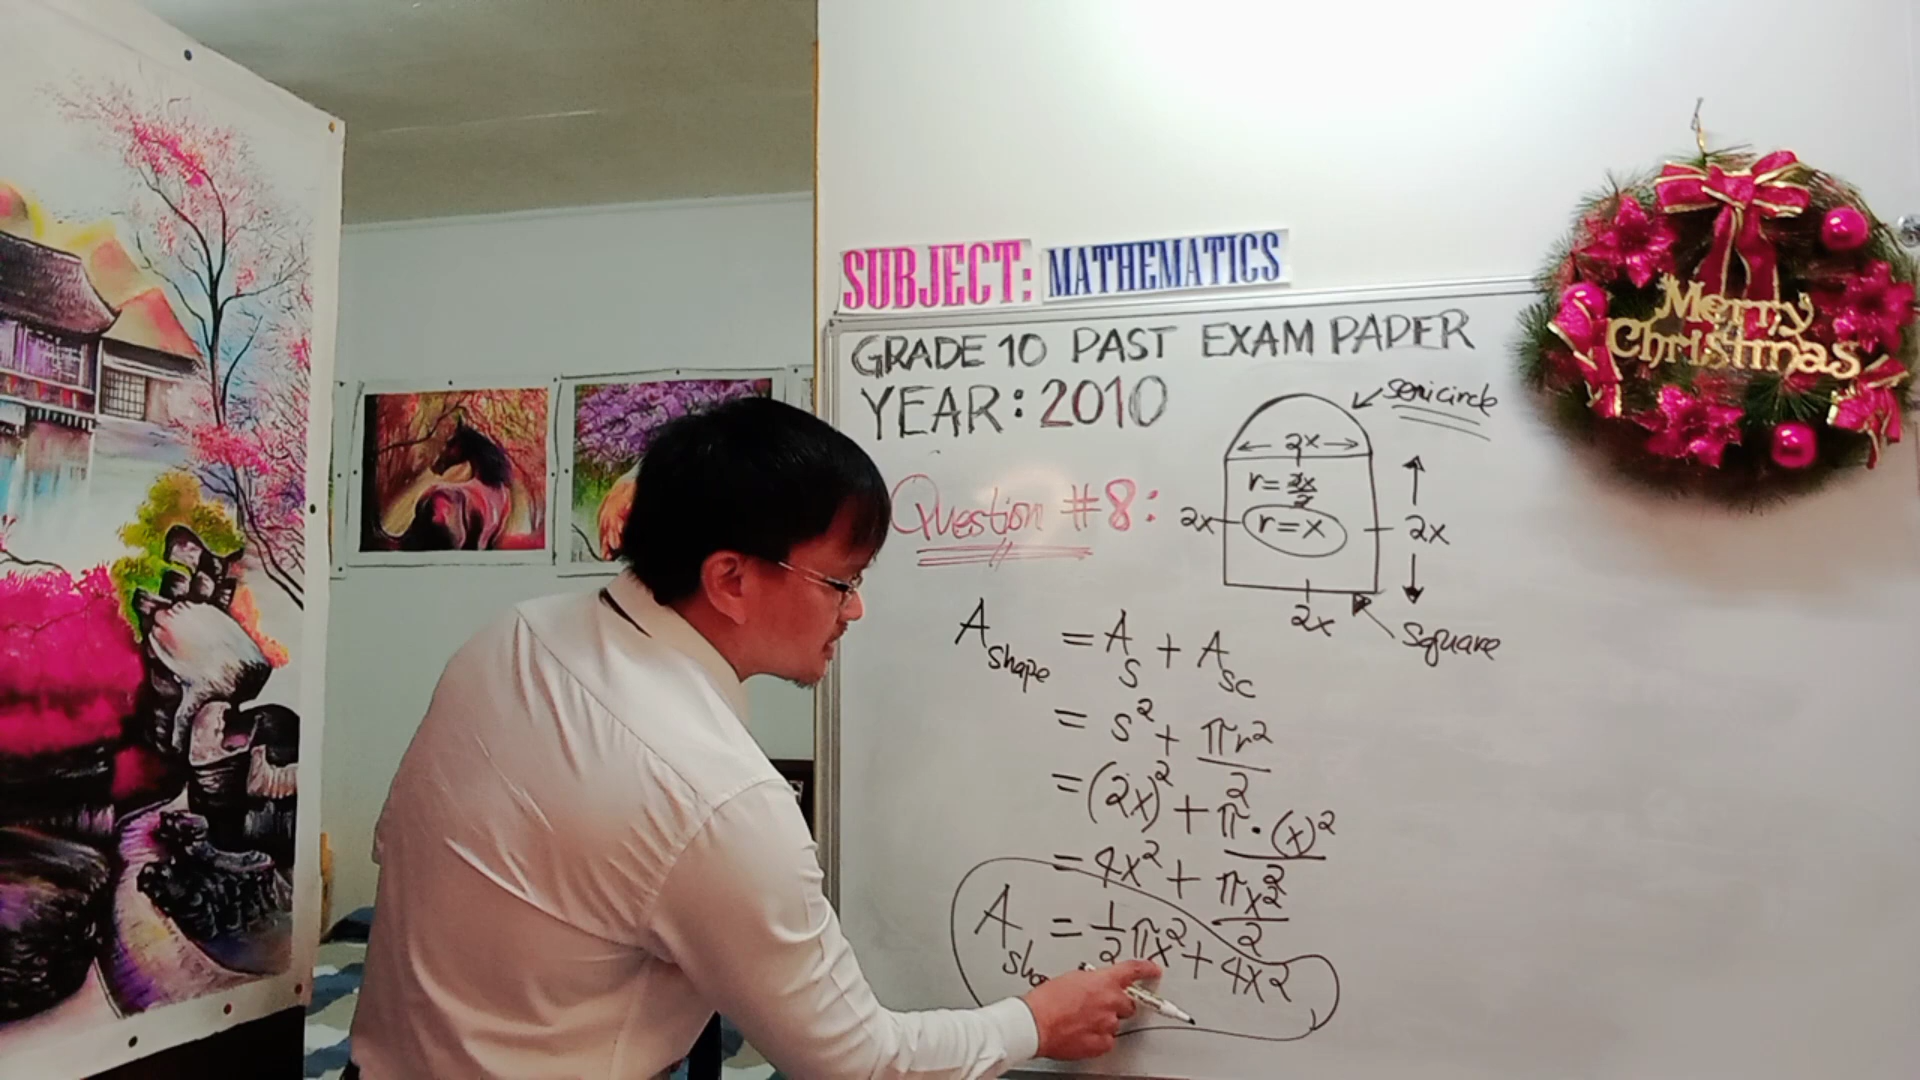 SUBJECT: MATHEMATICS
Merry
Christmas
GRADE 10 PAST EXAM PAPER
YEAR: 2010
semicircle
2x
Question #8:
r = 2x/2
2x
r = x
2x
2x
square
A shape = A s + A sc
= s² + πr²/2
= (2x)² + π·(x)²/2
= 4x² + πx²/2
A = 1/2 πx² + 4x²